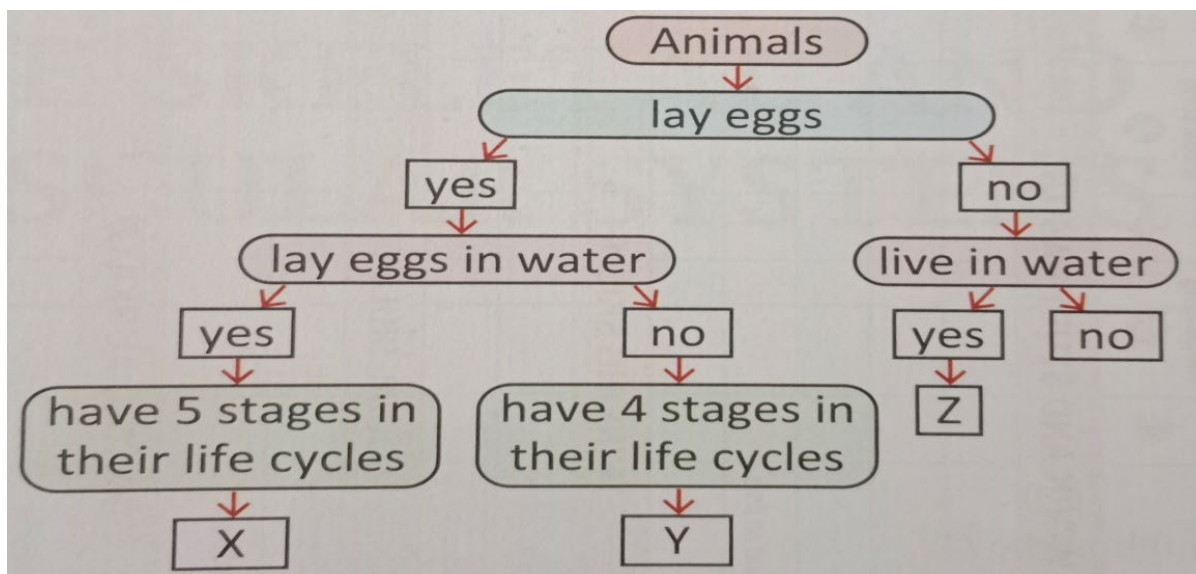 Animals
lay eggs
yes
no
lay eggs in water
live in water
yes
no
yes
no
have 5 stages in
their life cycles
have 4 stages in
their life cycles
Z
X
Y